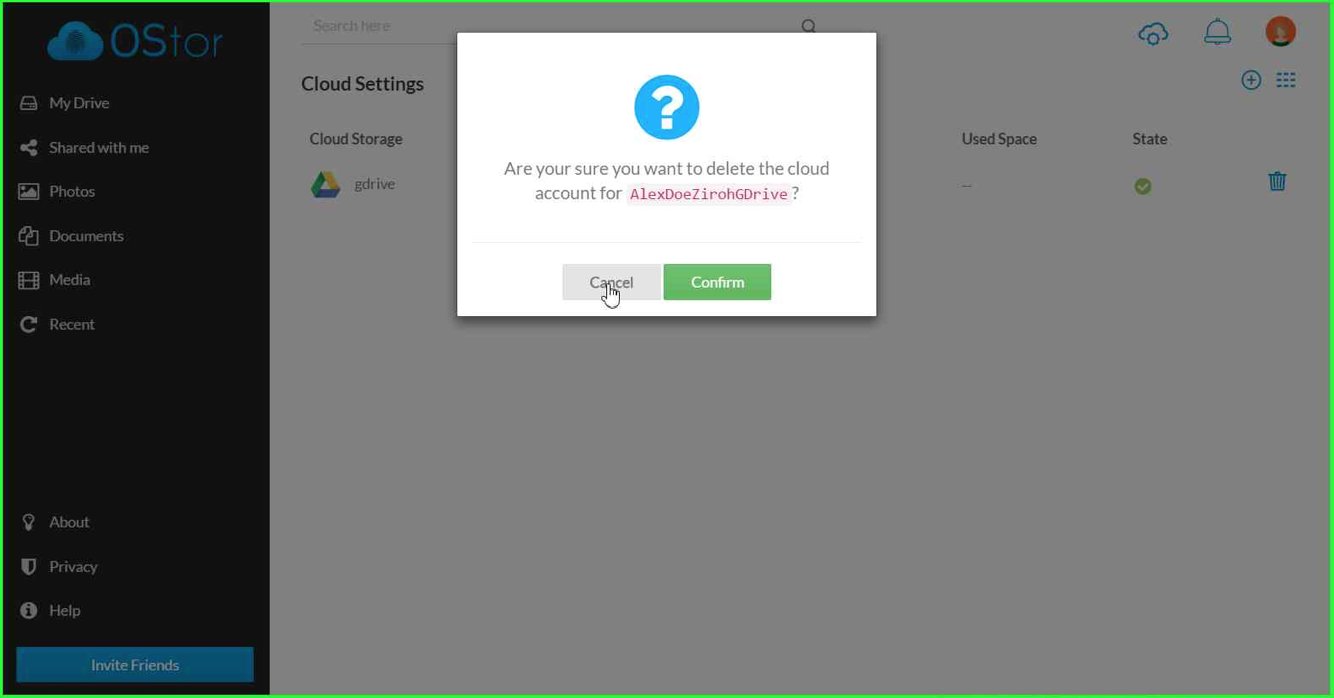 OStor
Search here
My Drive
Shared with me
Photos
Documents
Media
Recent
About
Privacy
Help
Invite Friends
Cloud Settings
Cloud Storage
Used Space
State
gdrive
--
Are your sure you want to delete the cloud
account for AlexDoeZirohGDrive?
Cancel
Confirm